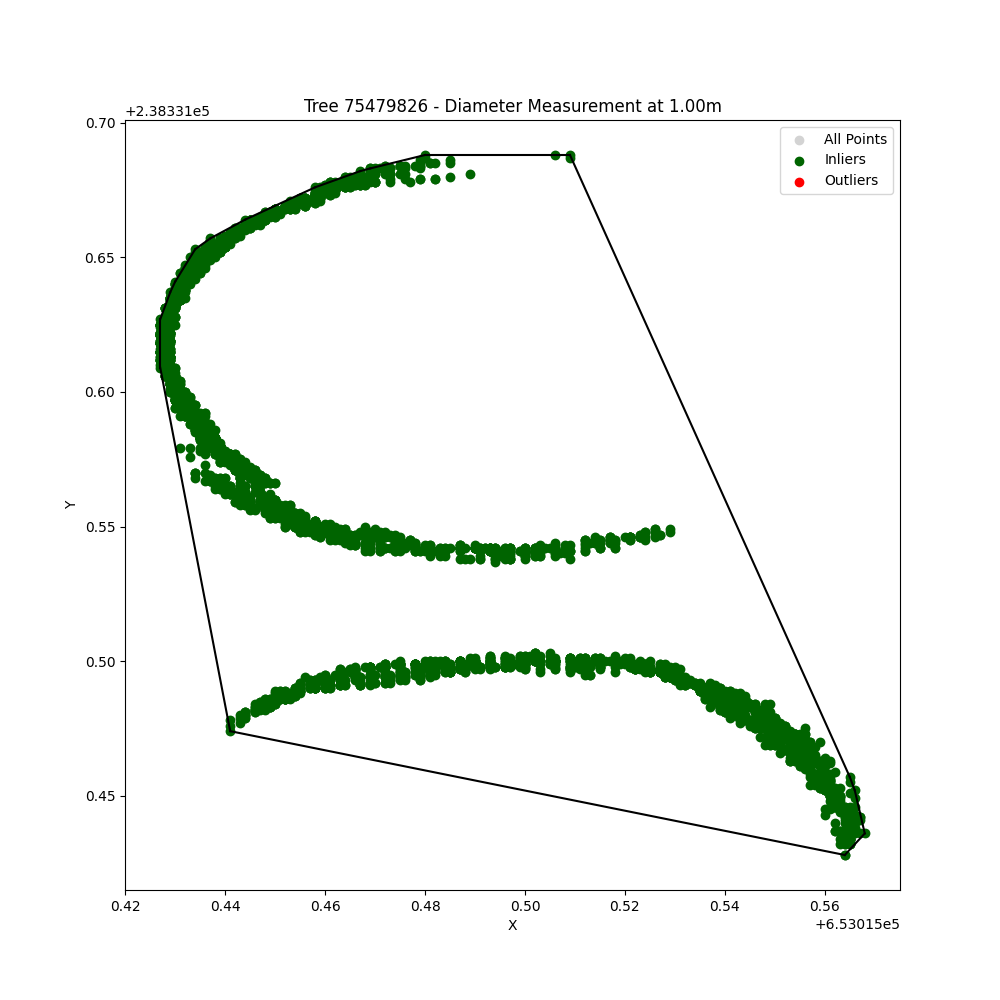 Tree 75479826 - Diameter Measurement at 1.00m
+2.38331e5
All Points
Inliers
Outliers
0.70
0.65
0.60
0.55
0.50
0.45
Y
0.42 0.44 0.46 0.48 0.50 0.52 0.54 0.56
X
+6.53015e5